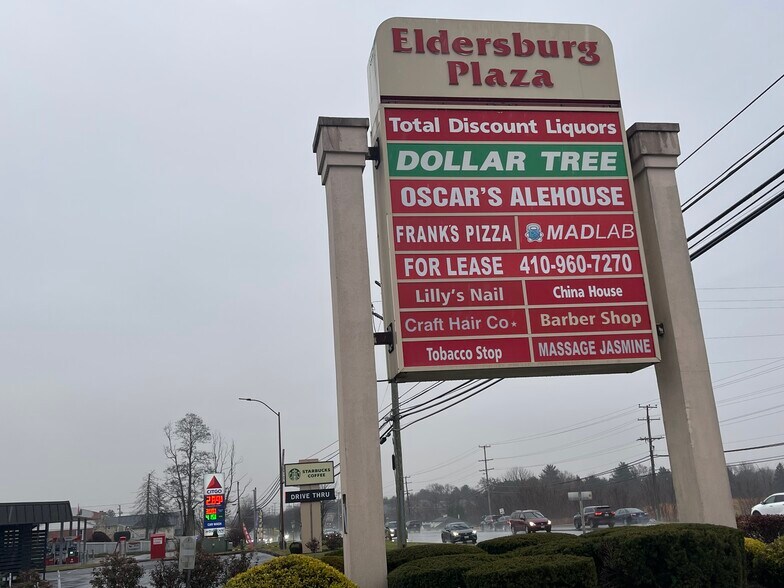 Eldersburg
Plaza
Total Discount Liquors
DOLLAR TREE
OSCAR'S ALEHOUSE
FRANK'S PIZZA MADLAB
FOR LEASE 410-960-7270
Lilly's Nail China House
Craft Hair Co★ Barber Shop
Tobacco Stop MASSAGE JASMINE
STARBUCKS
COFFEE
DRIVE THRU
CITGO